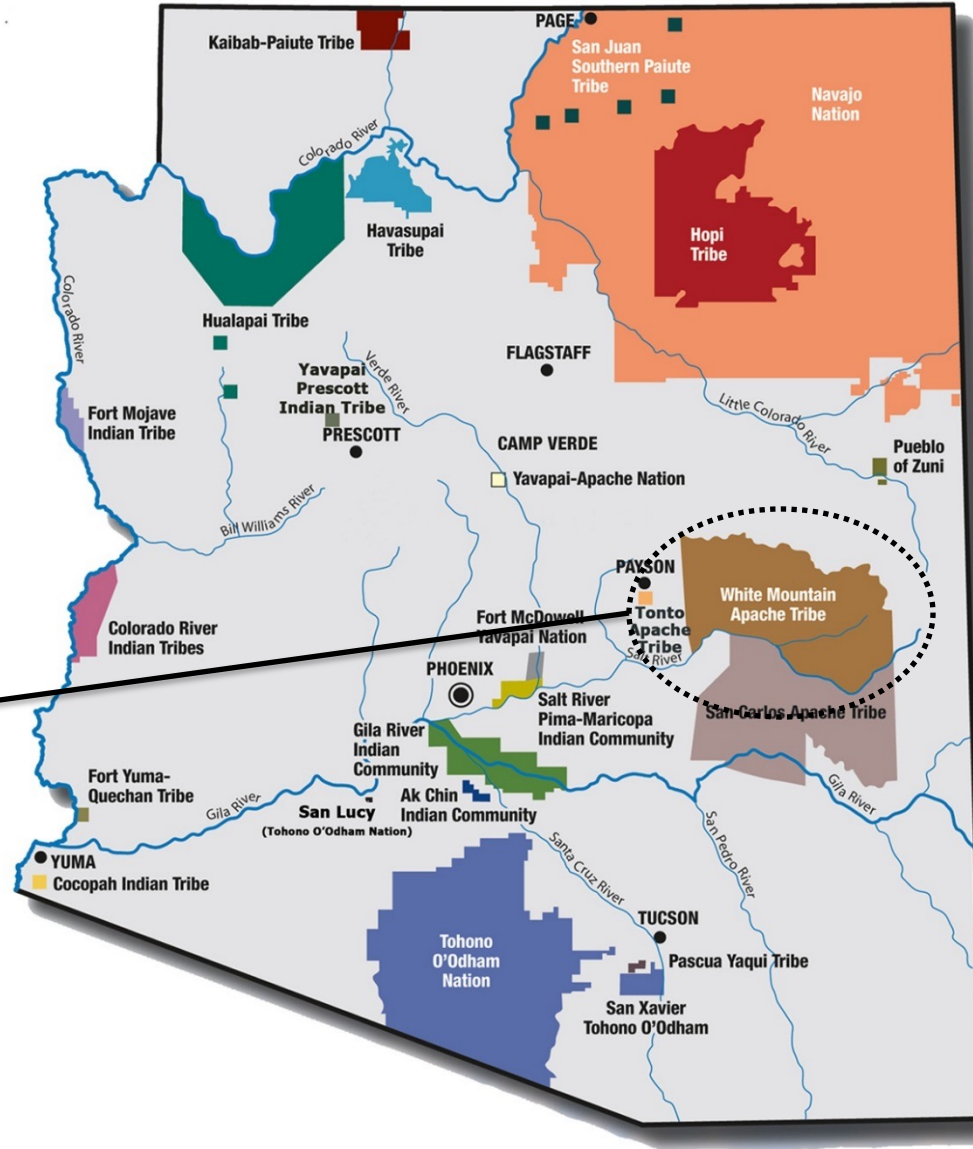 PAGE
Kaibab-Paiute Tribe
San Juan
Southern Paiute
Tribe
Navajo
Nation
Colorado River
Havasupai
Tribe
Hopi
Tribe
Colorado River
Hualapai Tribe
FLAGSTAFF
Yavapai
Prescott
Indian Tribe
Verde River
PRESCOTT
Fort Mojave
Indian Tribe
Little Colorado River
CAMP VERDE
Yavapai-Apache Nation
Pueblo
of Zuni
Bill Williams River
PAYSON
Tonto
Apache
Tribe
White Mountain
Apache Tribe
Fort McDowell
Yavapai Nation
Colorado River
Indian Tribes
Salt River
PHOENIX
Salt River
Pima-Maricopa
Indian Community
San Carlos Apache Tribe
Gila River
Indian
Community
Fort Yuma-
Quechan Tribe
Gila River
Gila River
Ak Chin
Indian Community
San Lucy
(Tohono O'Odham Nation)
San Pedro River
Santa Cruz River
YUMA
Cocopah Indian Tribe
TUCSON
Tohono
O'Odham
Nation
Pascua Yaqui Tribe
San Xavier
Tohono O'Odham